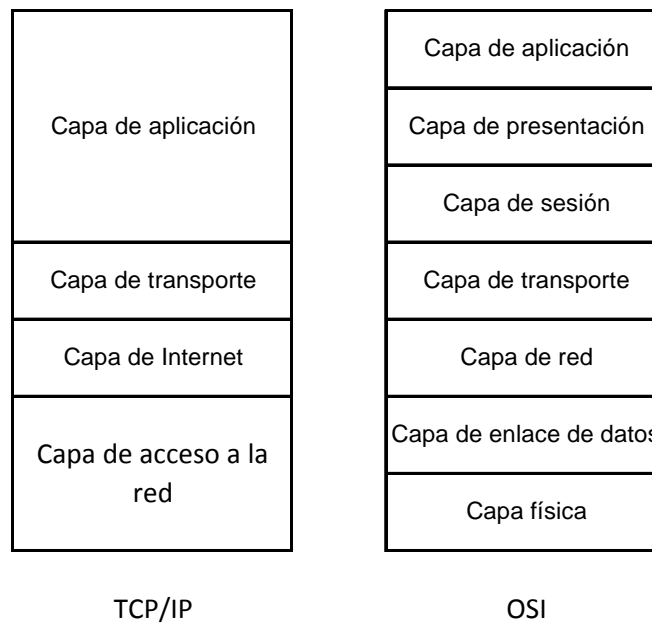 Capa de aplicación
Capa de transporte
Capa de Internet
Capa de acceso a la
red
TCP/IP
Capa de aplicación
Capa de presentación
Capa de sesión
Capa de transporte
Capa de red
Capa de enlace de datos
Capa física
OSI